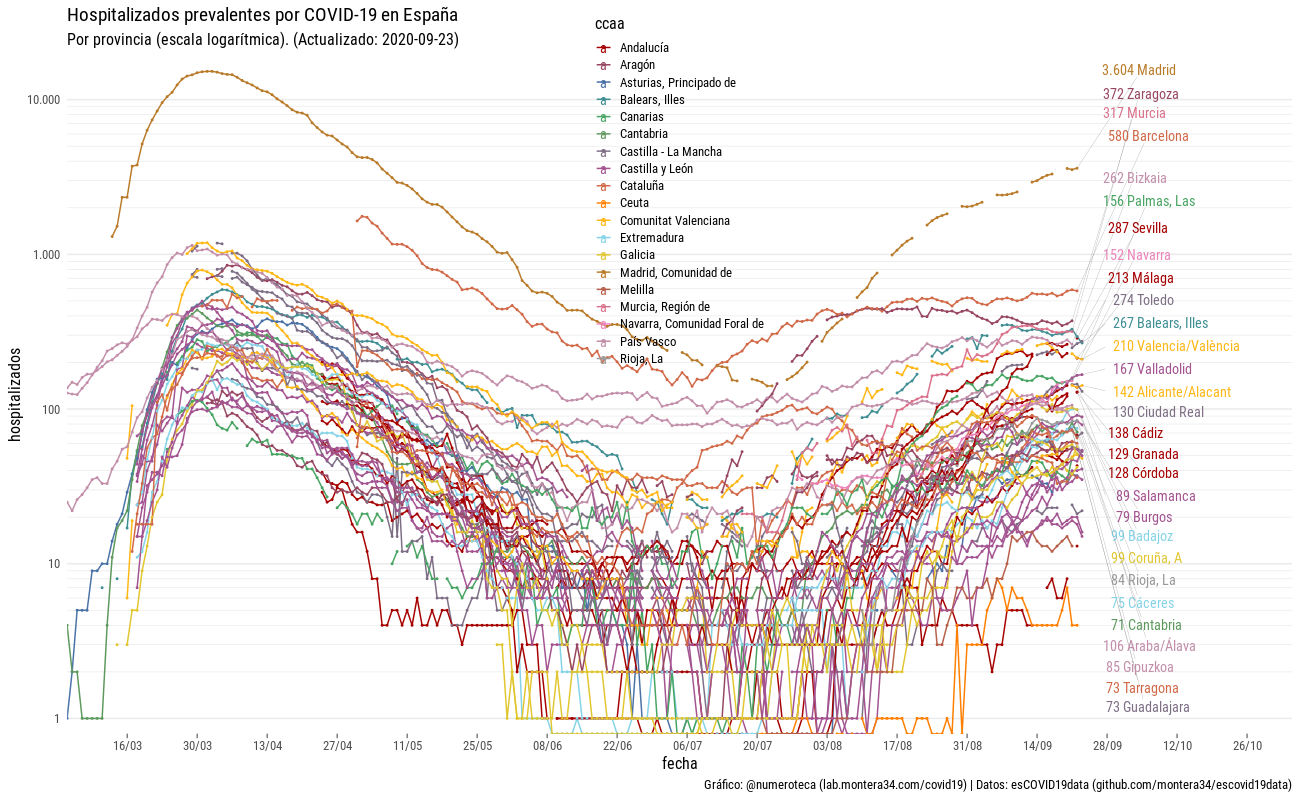 Hospitalizados prevalentes por COVID-19 en España
Por provincia (escala logarítmica). (Actualizado: 2020-09-23)
ccaa
Andalucía
Aragón
Asturias, Principado de
Balears, Illes
Canarias
Cantabria
Castilla - La Mancha
Castilla y León
Cataluña
Ceuta
Comunitat Valenciana
Extremadura
Galicia
Madrid, Comunidad de
Melilla
Murcia, Región de
Navarra, Comunidad Foral de
País Vasco
Rioja, La
hospitalizados
10.000
1.000
100
10
1
3.604 Madrid
372 Zaragoza
317 Murcia
580 Barcelona
262 Bizkaia
156 Palmas, Las
287 Sevilla
152 Navarra
213 Málaga
274 Toledo
267 Balears, Illes
210 Valencia/València
167 Valladolid
142 Alicante/Alacant
130 Ciudad Real
138 Cádiz
129 Granada
128 Córdoba
89 Salamanca
79 Burgos
99 Badajoz
99 Coruña, A
84 Rioja, La
75 Cáceres
71 Cantabria
106 Araba/Álava
85 Gipuzkoa
73 Tarragona
73 Guadalajara
16/03 30/03 13/04 27/04 11/05 25/05 08/06 22/06 06/07 20/07 03/08 17/08 31/08 14/09 28/09 12/10 26/10
fecha
Gráfico: @numeroteca (lab.montera34.com/covid19) | Datos: esCOVID19data (github.com/montera34/escovid19data)